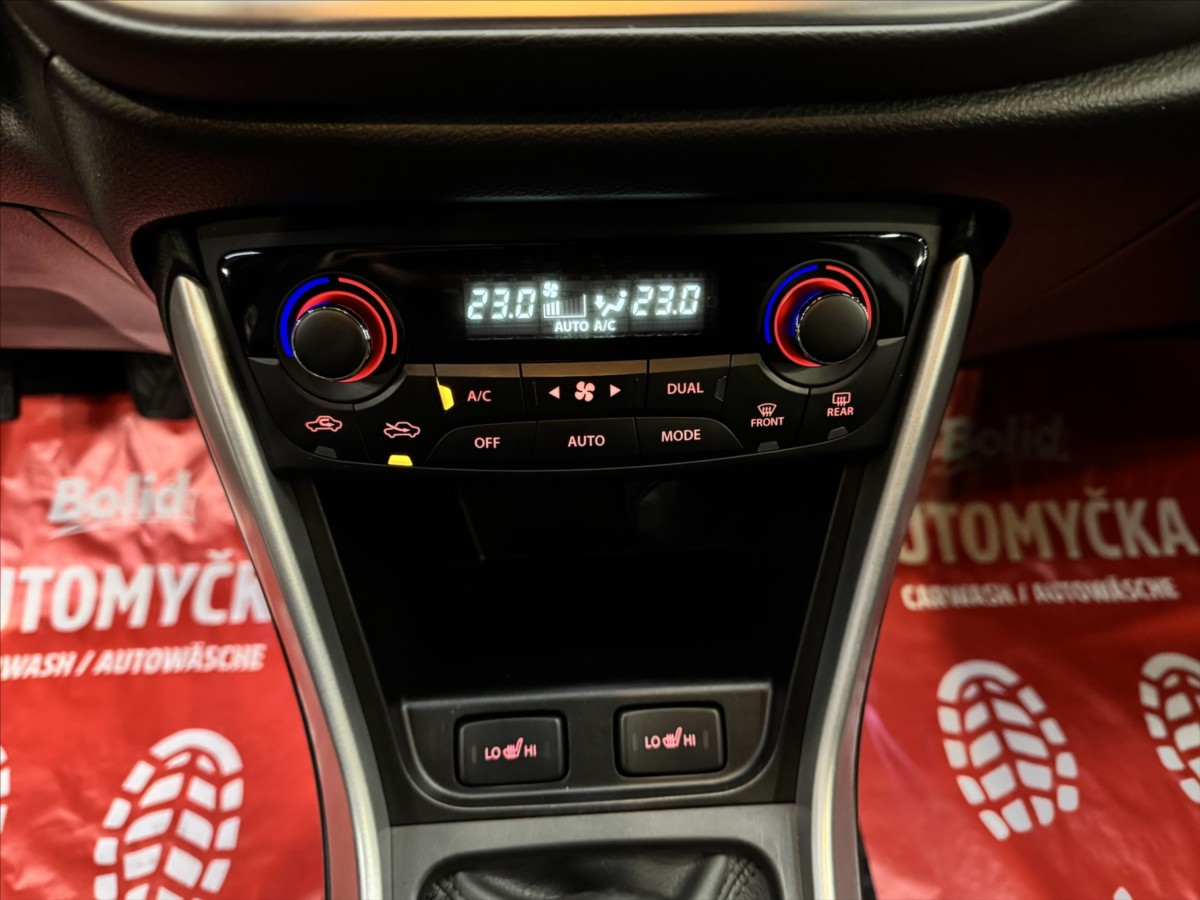 23.0 23.0
AUTO A/C
A/C DUAL
OFF AUTO MODE FRONT REAR
Bolid
UTOMYČK
WASH / AUTOWÄSCHE
Bolid
UTOMYČKA
CARWASH / AUTOWÄSCHE
LO HI
LO HI